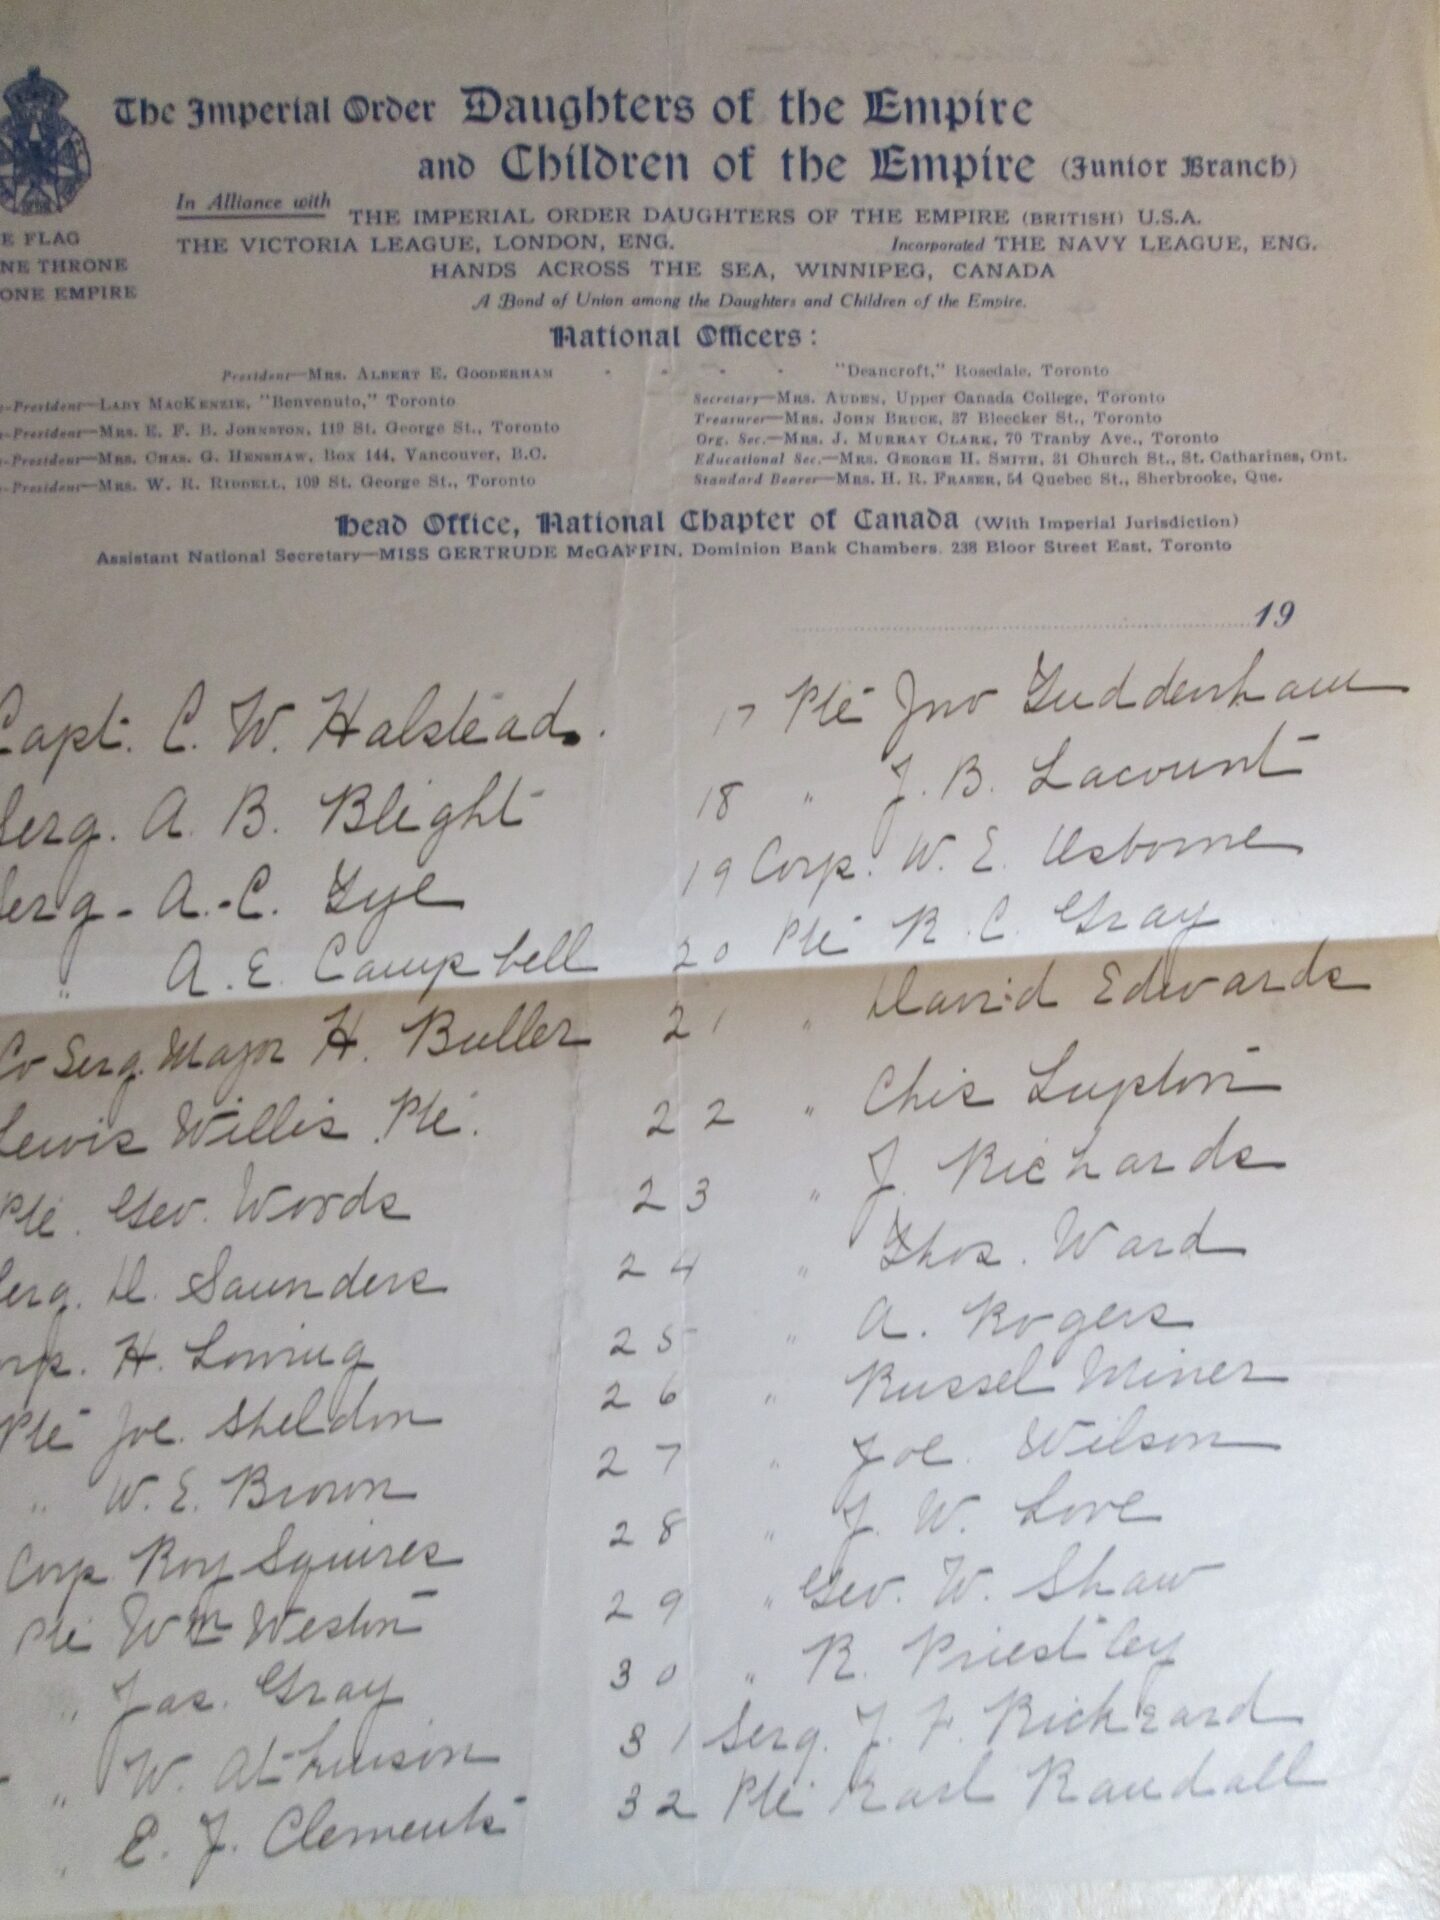 The Imperial Order Daughters of the Empire
and Children of the Empire (Junior Branch)
In Alliance with THE IMPERIAL ORDER DAUGHTERS OF THE EMPIRE (BRITISH) U.S.A.
THE VICTORIA LEAGUE, LONDON, ENG. Incorporated THE NAVY LEAGUE, ENG.
HANDS ACROSS THE SEA, WINNIPEG, CANADA
A Bond of Union among the Daughters and Children of the Empire.
E FLAG
NE THRONE
ONE EMPIRE
National Officers:
President—Mrs. Albert E. Gooderham - - - - "Deancroft," Rosedale, Toronto
-President—Lady MacKenzie, "Benvenuto," Toronto
-President—Mrs. E. F. B. Johnston, 119 St. George St., Toronto
-President—Mrs. Chas. G. Henshaw, Box 144, Vancouver, B.C.
-President—Mrs. W. R. Riddell, 109 St. George St., Toronto
Secretary—Mrs. Auden, Upper Canada College, Toronto
Treasurer—Mrs. John Bruce, 37 Bleecker St., Toronto
Org. Sec.—Mrs. J. Murray Clark, 70 Tranby Ave., Toronto
Educational Sec.—Mrs. George H. Smith, 31 Church St., St. Catharines, Ont.
Standard Bearer—Mrs. H. R. Fraser, 54 Quebec St., Sherbrooke, Que.
Head Office, National Chapter of Canada (With Imperial Jurisdiction)
Assistant National Secretary—MISS GERTRUDE McGAFFIN, Dominion Bank Chambers, 238 Bloor Street East, Toronto
19
Capt. C. W. Halstead.
Serg. A. B. Blight
Serg - A. C. Gye
" A. E. Campbell
Co Serg. Major H. Buller
Lewis Willis Pte.
Pte. Geo. Woods
Serg. D. Saunders
orp. H. Loring
Pte Joe. Sheldon
" W. E. Brown
Corp Roy Squires
Pte Wm Weston
" Jas. Gray
" W. Atkinson
" E. J. Clements
17 Pte Jno Guddenham
18 " J. B. Lacount
19 Corp. W. E. Osborne
20 Pte R. C. Gray
21 " David Edwards
22 " Chis Lupton
23 " J. Richards
24 " Thos. Ward
25 " A. Rogers
26 " Russel Miner
27 " Joe. Wilson
28 " J. W. Love
29 " Geo. W. Shaw
30 " R. Priestley
31 Serg. J. F. Rickeard
32 Pte Earl Randall